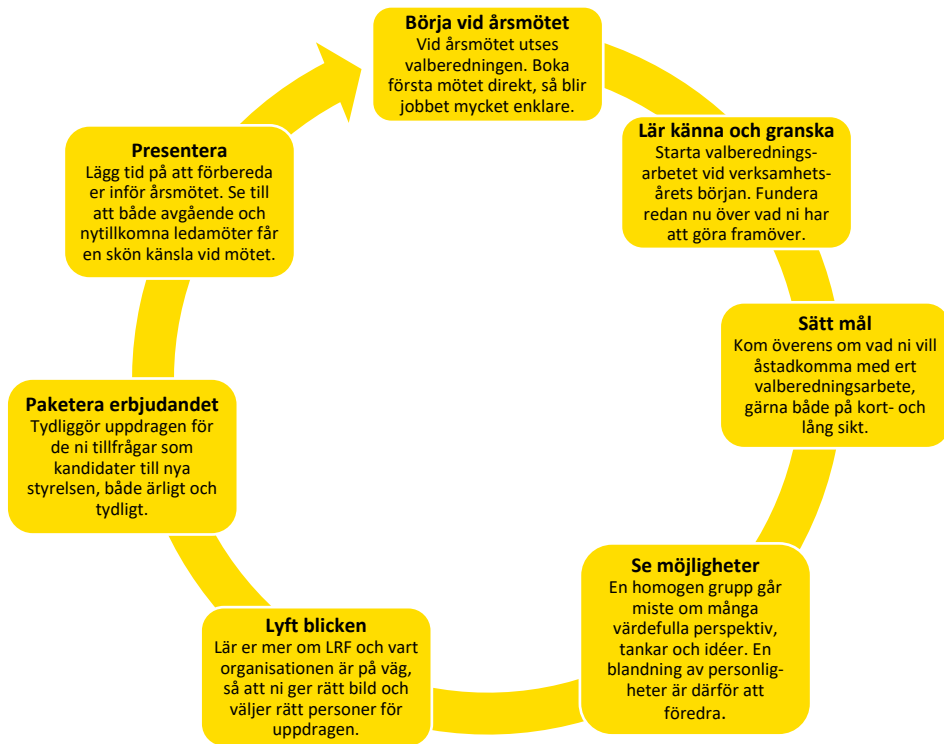 Börja vid årsmötet
Vid årsmötet utses
valberedningen. Boka
första mötet direkt, så blir
jobbet mycket enklare.
Lär känna och granska
Starta valberednings-
arbetet vid verksamhets-
årets början. Fundera
redan nu över vad ni har
att göra framöver.
Sätt mål
Kom överens om vad ni vill
åstadkomma med ert
valberedningsarbete,
gärna både på kort- och
lång sikt.
Se möjligheter
En homogen grupp går
miste om många
värdefulla perspektiv,
tankar och idéer. En
blandning av personlig-
heter är därför att
föredra.
Lyft blicken
Lär er mer om LRF och vart
organisationen är på väg,
så att ni ger rätt bild och
väljer rätt personer för
uppdragen.
Paketera erbjudandet
Tydliggör uppdragen för
de ni tillfrågar som
kandidater till nya
styrelsen, både ärligt och
tydligt.
Presentera
Lägg tid på att förbereda
er inför årsmötet. Se till
att både avgående och
nytillkomna ledamöter får
en skön känsla vid mötet.